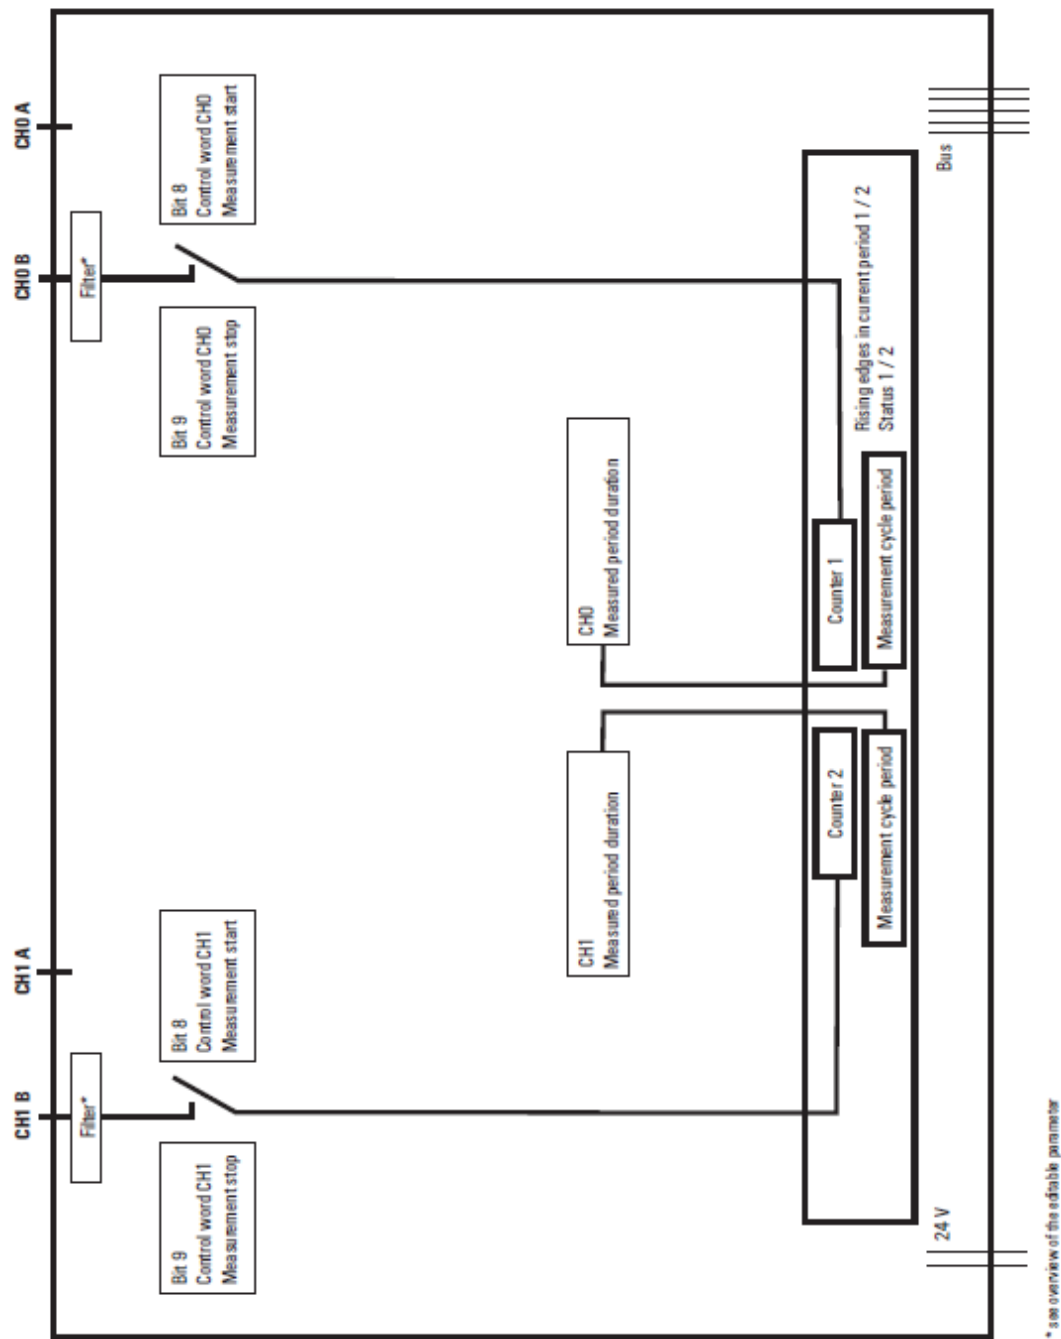 CH1 B
CH1 A
CH0 B
CH0 A
Filter*
Filter*
Bit 9
Control word CH1
Measurement stop
Bit 8
Control word CH1
Measurement start
Bit 9
Control word CH0
Measurement stop
Bit 8
Control word CH0
Measurement start
CH1
Measured period duration
CH0
Measured period duration
Counter 2
Counter 1
Measurement cycle period
Measurement cycle period
Rising edges in current period 1 / 2
Status 1 / 2
24 V
Bus
* see overview of the editable parameter